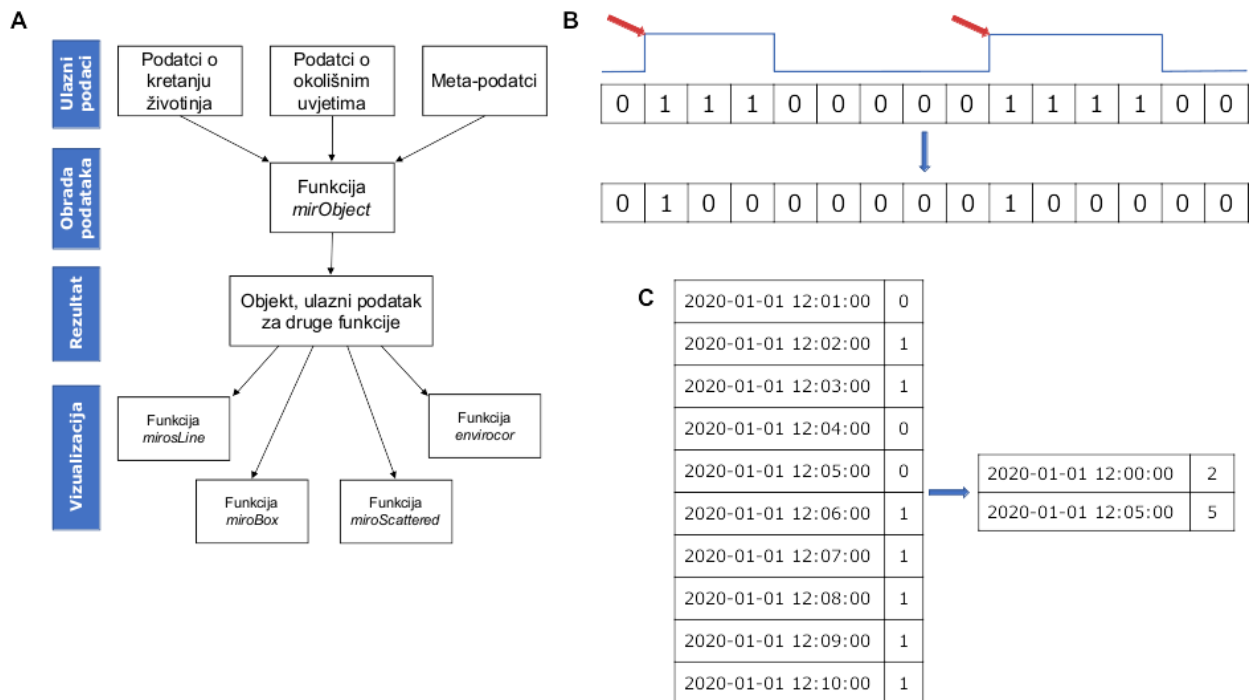 A
Ulazni
podaci
Podatci o
kretanju
životinja
Podatci o
okolišnim
uvjetima
Meta-podatci
Obrada
podataka
Funkcija
mirObject
Rezultat
Objekt, ulazni podatak
za druge funkcije
Vizualizacija
Funkcija
mirosLine
Funkcija
envirocor
Funkcija
miroBox
Funkcija
miroScattered
B
0 1 1 1 0 0 0 0 0 1 1 1 1 0 0
0 1 0 0 0 0 0 0 0 1 0 0 0 0 0
C
2020-01-01 12:01:00 0
2020-01-01 12:02:00 1
2020-01-01 12:03:00 1
2020-01-01 12:04:00 0
2020-01-01 12:05:00 0
2020-01-01 12:06:00 1
2020-01-01 12:07:00 1
2020-01-01 12:08:00 1
2020-01-01 12:09:00 1
2020-01-01 12:10:00 1
2020-01-01 12:00:00 2
2020-01-01 12:05:00 5